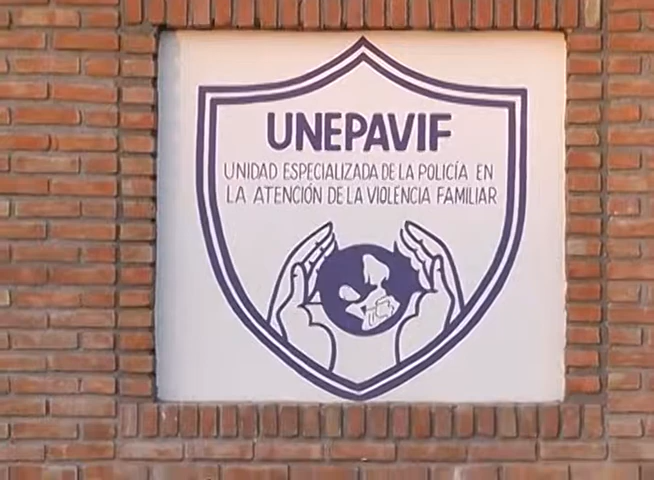 UNEPAVIF
UNIDAD ESPECIALIZADA DE LA POLICÍA EN
LA ATENCIÓN DE LA VIOLENCIA FAMILIAR